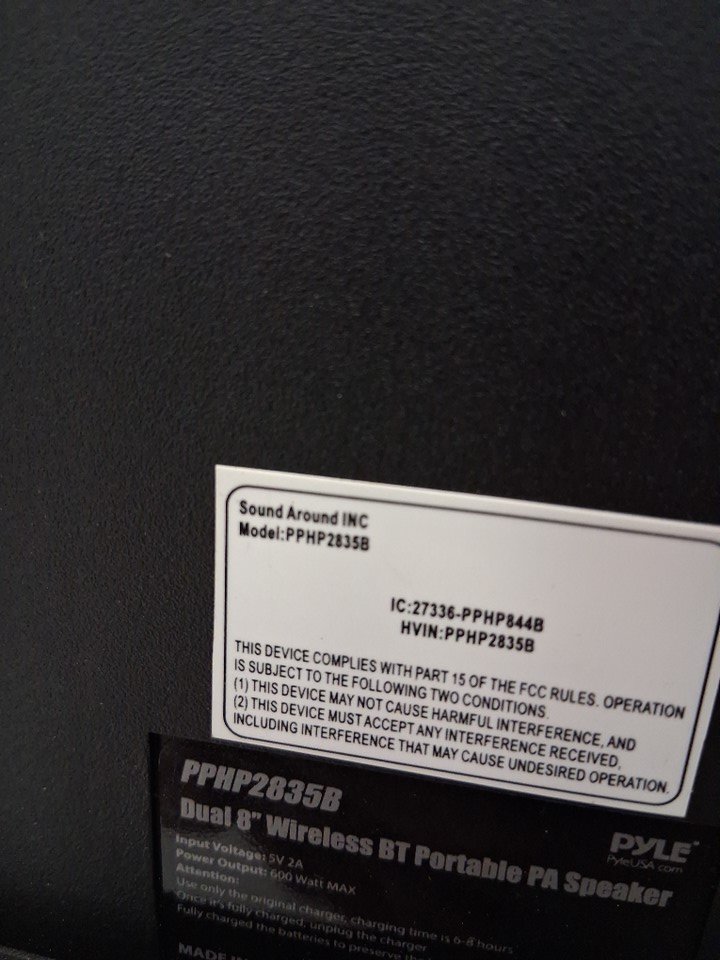 Sound Around INC
Model:PPHP2835B
IC:27336-PPHP844B
HVIN:PPHP2835B
THIS DEVICE COMPLIES WITH PART 15 OF THE FCC RULES. OPERATION
IS SUBJECT TO THE FOLLOWING TWO CONDITIONS.
(1) THIS DEVICE MAY NOT CAUSE HARMFUL INTERFERENCE, AND
(2) THIS DEVICE MUST ACCEPT ANY INTERFERENCE RECEIVED,
INCLUDING INTERFERENCE THAT MAY CAUSE UNDESIRED OPERATION.
PPHP2835B
Dual 8" Wireless BT Portable PA Speaker
PYLE
PyleUSA.com
Input Voltage: 5V 2A
Power Output: 600 Watt MAX
Attention:
Use only the original charger, charging time is 6-8 hours
Once it's fully charged, unplug the charger
Fully charged the batteries to preserve
MADE